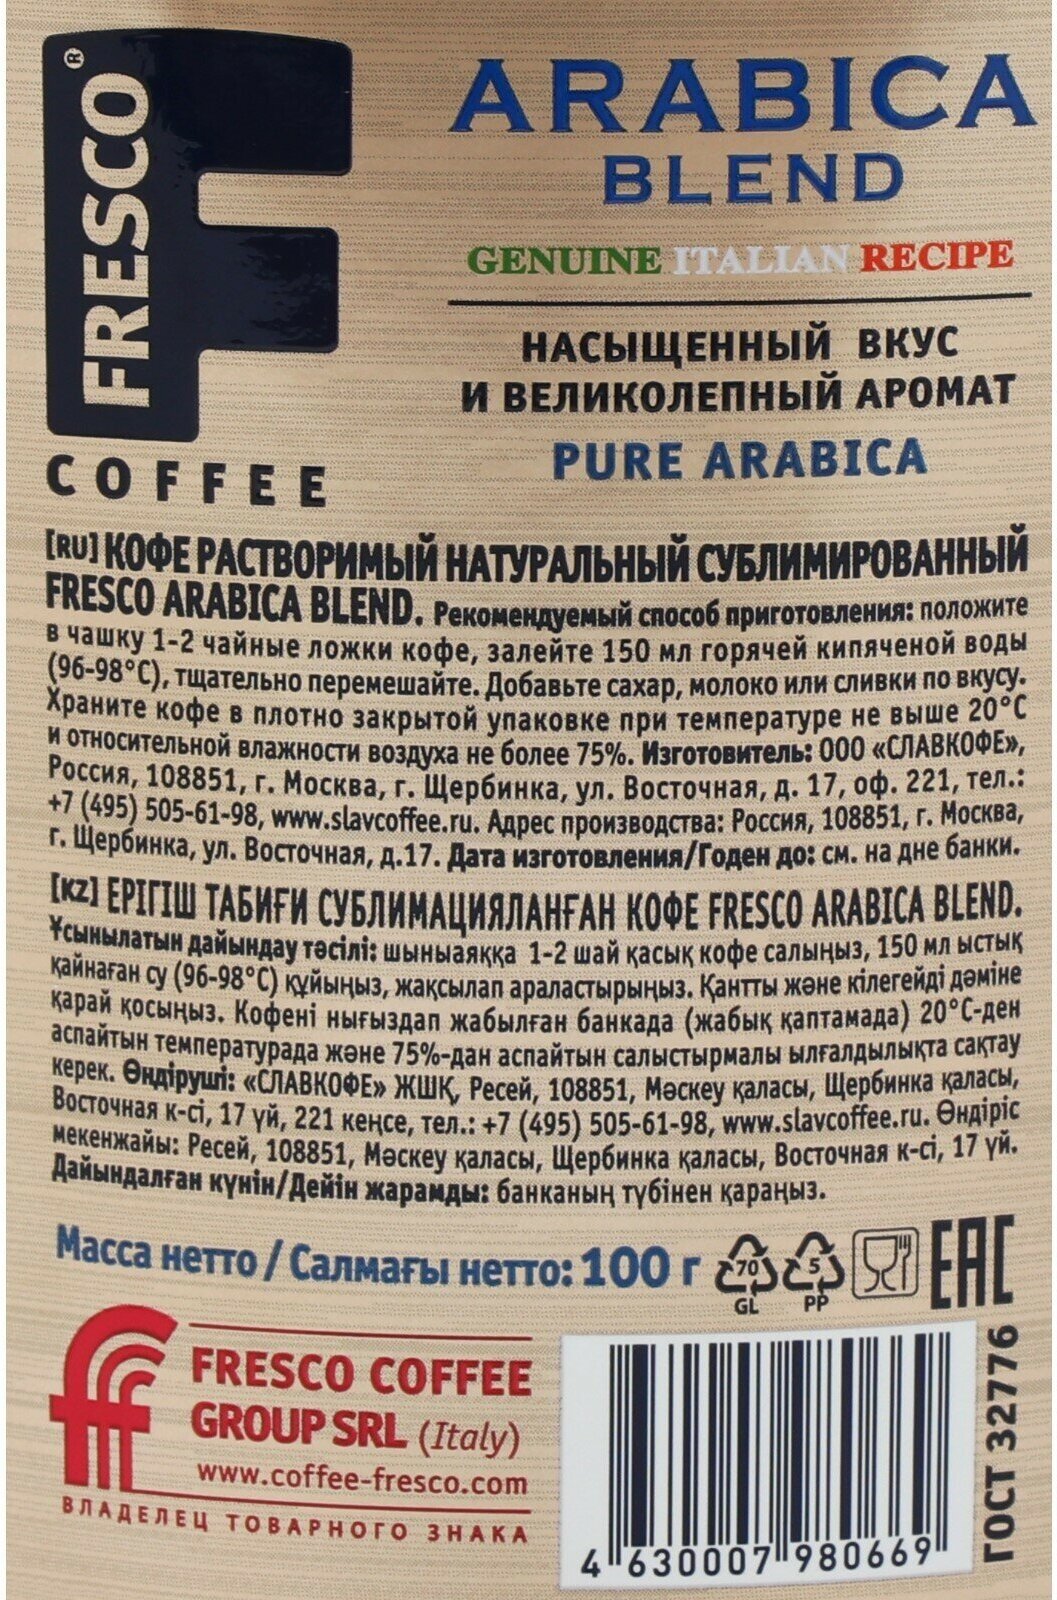 FRESCO®
COFFEE
ARABICA
BLEND
GENUINE ITALIAN RECIPE
НАСЫЩЕННЫЙ ВКУС
И ВЕЛИКОЛЕПНЫЙ АРОМАТ
PURE ARABICA
[RU] КОФЕ РАСТВОРИМЫЙ НАТУРАЛЬНЫЙ СУБЛИМИРОВАННЫЙ
FRESCO ARABICA BLEND. Рекомендуемый способ приготовления: положите
в чашку 1-2 чайные ложки кофе, залейте 150 мл горячей кипяченой воды
(96-98°C), тщательно перемешайте. Добавьте сахар, молоко или сливки по вкусу.
Храните кофе в плотно закрытой упаковке при температуре не выше 20°C
и относительной влажности воздуха не более 75%. Изготовитель: ООО «СЛАВКОФЕ»,
Россия, 108851, г. Москва, г. Щербинка, ул. Восточная, д. 17, оф. 221, тел.:
+7 (495) 505-61-98, www.slavcoffee.ru. Адрес производства: Россия, 108851, г. Москва,
г. Щербинка, ул. Восточная, д.17. Дата изготовления/Годен до: см. на дне банки.
[KZ] ЕРІГІШ ТАБИҒИ СУБЛИМАЦИЯЛАНҒАН КОФЕ FRESCO ARABICA BLEND.
Ұсынылатын дайындау тәсілі: шыныаяққа 1-2 шай қасық кофе салыңыз, 150 мл ыстық
қайнаған су (96-98°C) құйыңыз, жақсылап араластырыңыз. Қантты және кілегейді дәміне
қарай қосыңыз. Кофені нығыздап жабылған банкада (жабық қаптамада) 20°C-ден
аспайтын температурада және 75%-дан аспайтын салыстырмалы ылғалдылықта сақтау
керек. Өндіруші: «СЛАВКОФЕ» ЖШҚ, Ресей, 108851, Мәскеу қаласы, Щербинка қаласы,
Восточная к-сі, 17 үй, 221 кеңсе, тел.: +7 (495) 505-61-98, www.slavcoffee.ru. Өндіріс
мекенжайы: Ресей, 108851, Мәскеу қаласы, Щербинка қаласы, Восточная к-сі, 17 үй.
Дайындалған күнін/Дейін жарамды: банканың түбінен қараңыз.
Масса нетто / Салмағы нетто: 100 г
70
GL
5
PP
EAC
FRESCO COFFEE
GROUP SRL (Italy)
www.coffee-fresco.com
ВЛАДЕЛЕЦ ТОВАРНОГО ЗНАКА
4 630007 980669
ГОСТ 32776